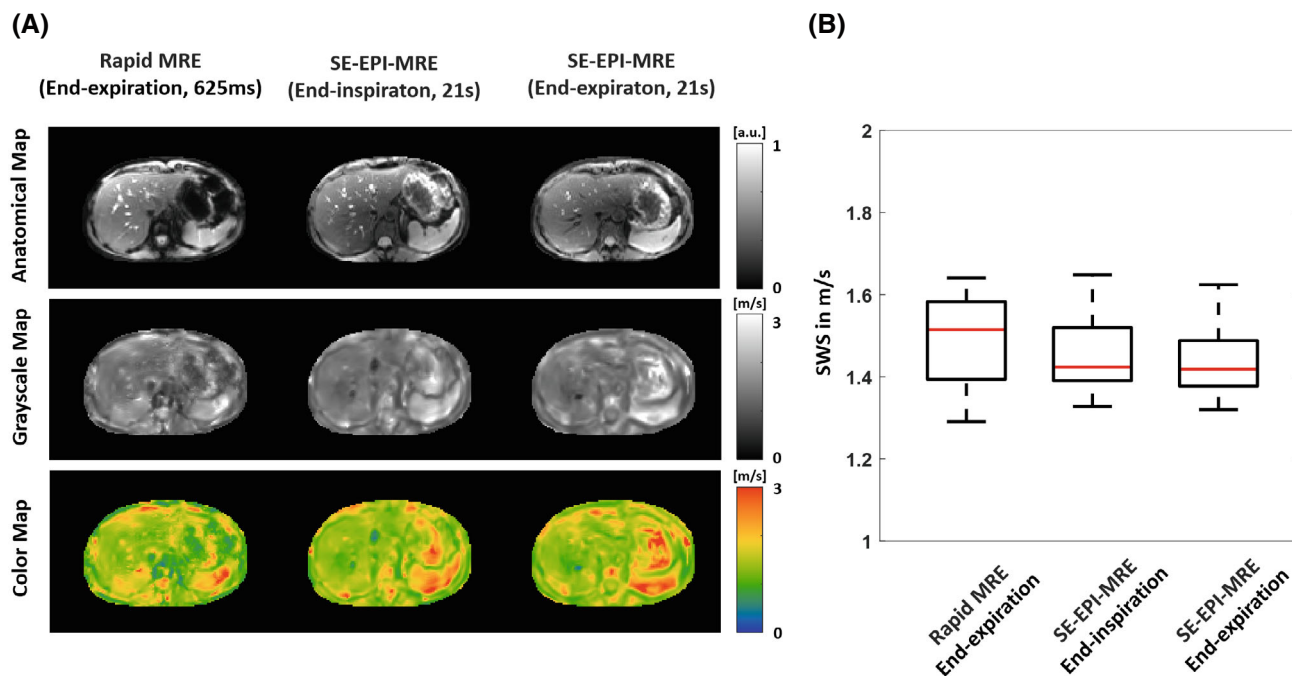 (A)
Rapid MRE
(End-expiration, 625ms)
SE-EPI-MRE
(End-inspiraton, 21s)
SE-EPI-MRE
(End-expiraton, 21s)
Anatomical Map
[a.u.]
1
0
Grayscale Map
[m/s]
3
0
Color Map
[m/s]
3
0
(B)
SWS in m/s
2
1.8
1.6
1.4
1.2
1
Rapid MRE
End-expiration
SE-EPI-MRE
End-inspiration
SE-EPI-MRE
End-expiration